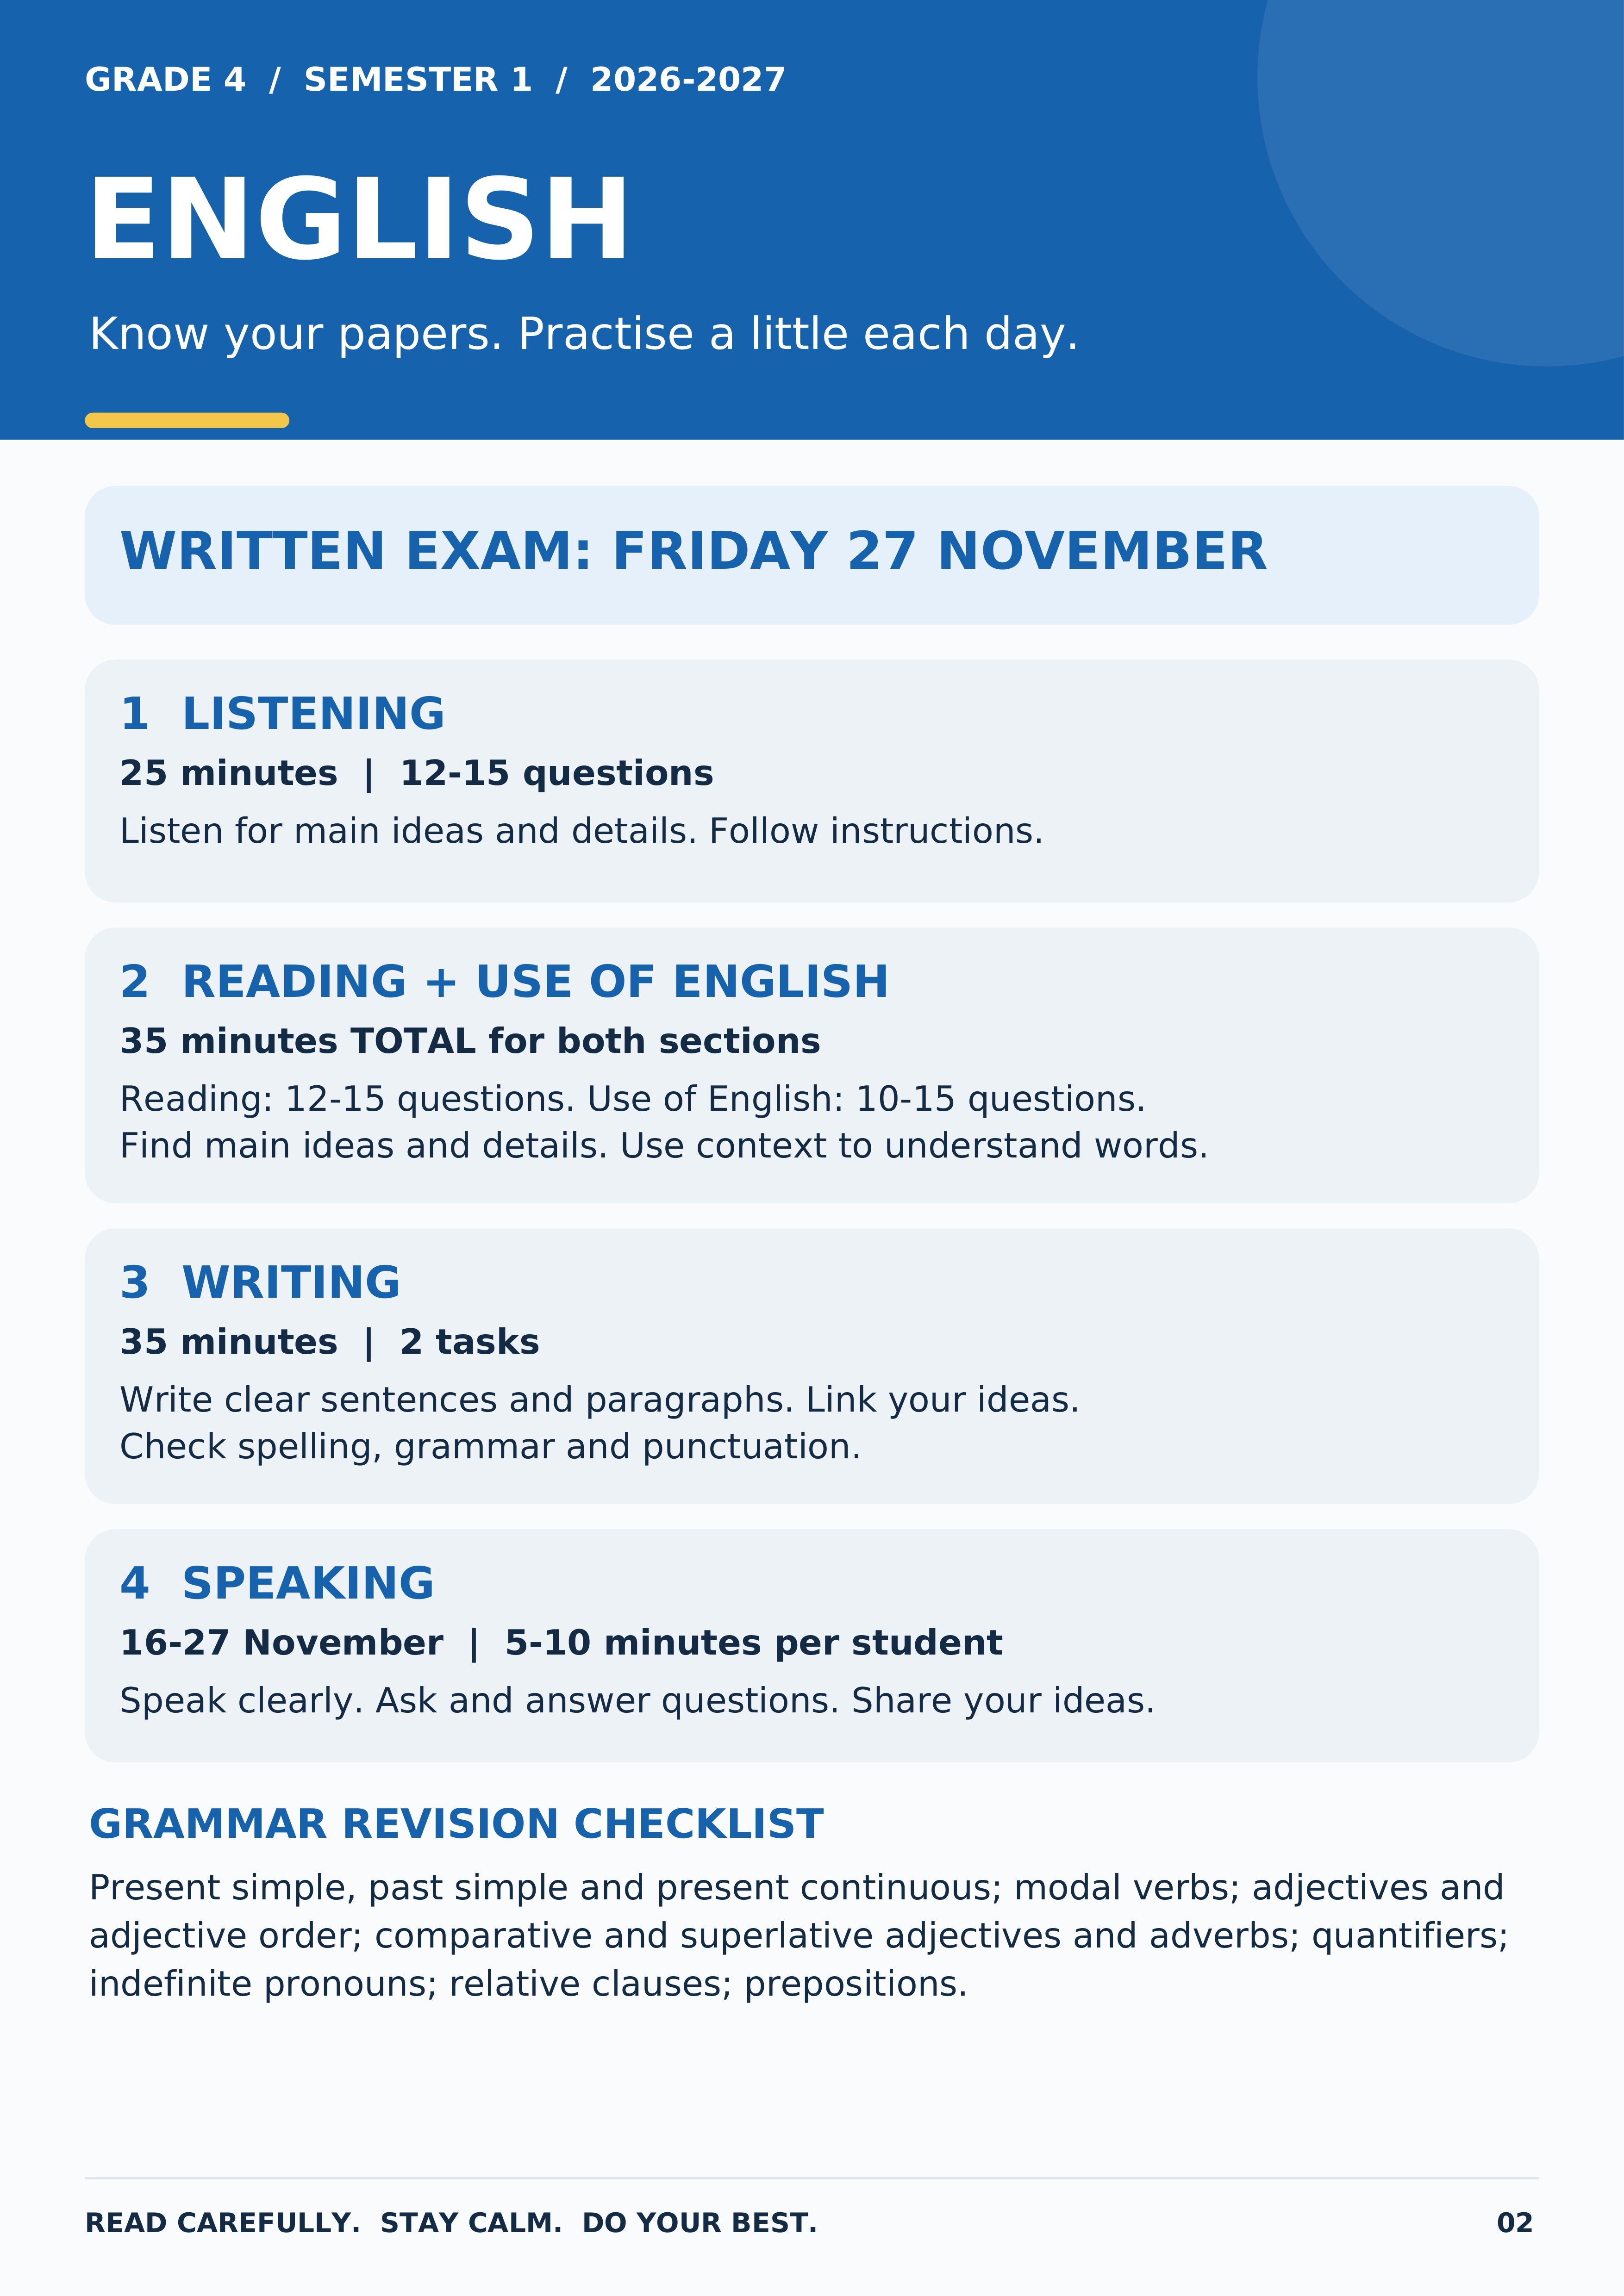 GRADE 4 / SEMESTER 1 / 2026-2027
ENGLISH
Know your papers. Practise a little each day.
WRITTEN EXAM: FRIDAY 27 NOVEMBER
1 LISTENING
25 minutes | 12-15 questions
Listen for main ideas and details. Follow instructions.
2 READING + USE OF ENGLISH
35 minutes TOTAL for both sections
Reading: 12-15 questions. Use of English: 10-15 questions.
Find main ideas and details. Use context to understand words.
3 WRITING
35 minutes | 2 tasks
Write clear sentences and paragraphs. Link your ideas.
Check spelling, grammar and punctuation.
4 SPEAKING
16-27 November | 5-10 minutes per student
Speak clearly. Ask and answer questions. Share your ideas.
GRAMMAR REVISION CHECKLIST
Present simple, past simple and present continuous; modal verbs; adjectives and
adjective order; comparative and superlative adjectives and adverbs; quantifiers;
indefinite pronouns; relative clauses; prepositions.
READ CAREFULLY. STAY CALM. DO YOUR BEST.
02